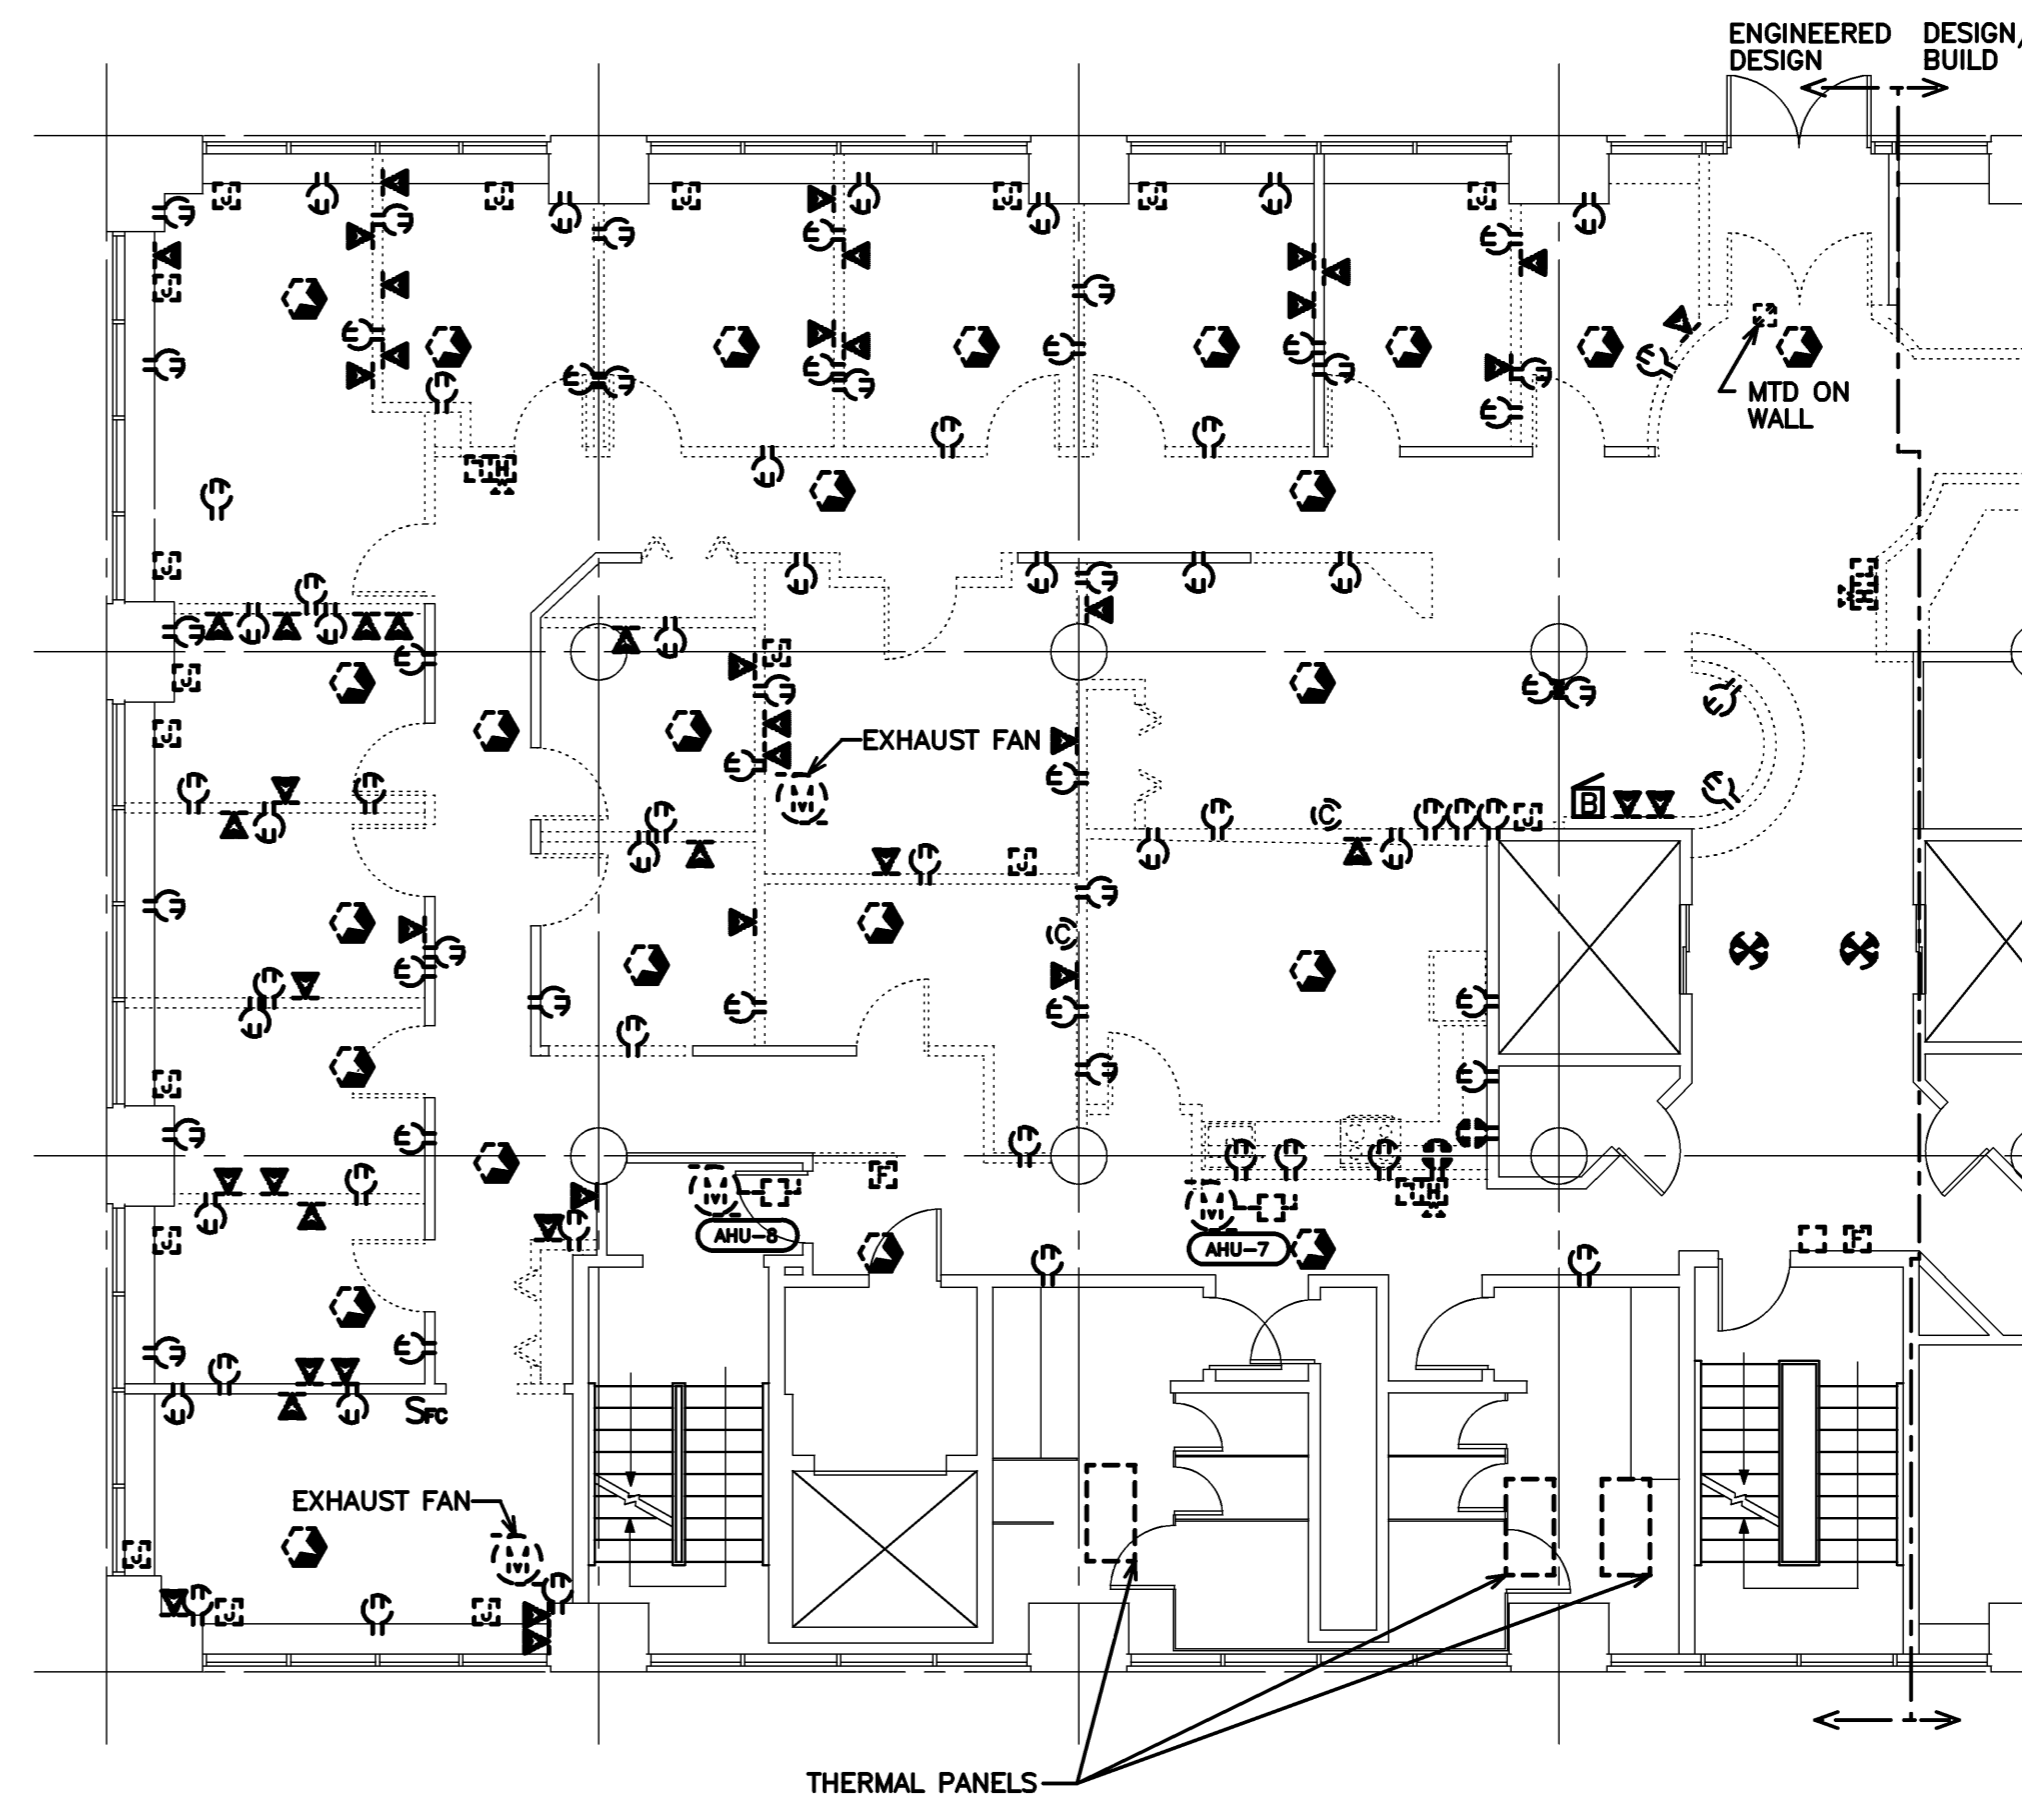 ENGINEERED
DESIGN
DESIGN/
BUILD
J
J
J
J
J
J
J
MTD ON
WALL
H
J
H
J
J
J
EXHAUST FAN
M
B
C
J
J
C
J
F
M
M
H
AHU-8
AHU-7
J
F
SFC
EXHAUST FAN
M
J
J
J
THERMAL PANELS